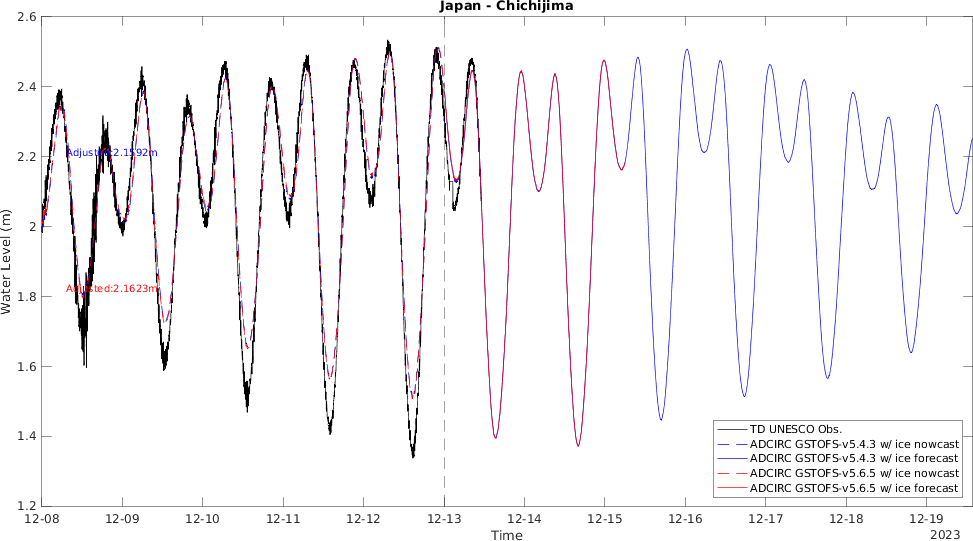 Japan - Chichijima
2.6
2.4
2.2
2
1.8
1.6
1.4
1.2
Water Level (m)
Adjusted:2.1592m
Adjusted:2.1623m
TD UNESCO Obs.
ADCIRC GSTOFS-v5.4.3 w/ ice nowcast
ADCIRC GSTOFS-v5.4.3 w/ ice forecast
ADCIRC GSTOFS-v5.6.5 w/ ice nowcast
ADCIRC GSTOFS-v5.6.5 w/ ice forecast
12-08 12-09 12-10 12-11 12-12 12-13 12-14 12-15 12-16 12-17 12-18 12-19
Time
2023